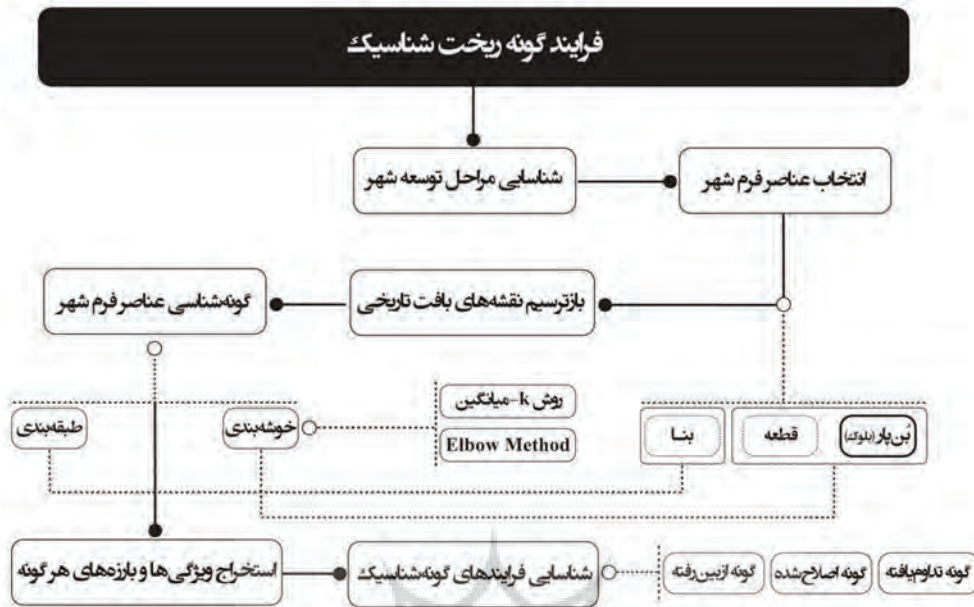 فرایند گونه ریخت شناسیک
انتخاب عناصر فرم شهر
شناسایی مراحل توسعه شهر
بازترسیم نقشه‌های بافت تاریخی
گونه‌شناسی عناصر فرم شهر
بُن‌پار (بلوک)
قطعه
بنا
روش k-میانگین
Elbow Method
خوشه‌بندی
طبقه‌بندی
گونه تداوم‌یافته
گونه اصلاح‌شده
گونه ازبین‌رفته
شناسایی فرایندهای گونه‌شناسیک
استخراج ویژگی‌ها و بارزه‌های هر گونه